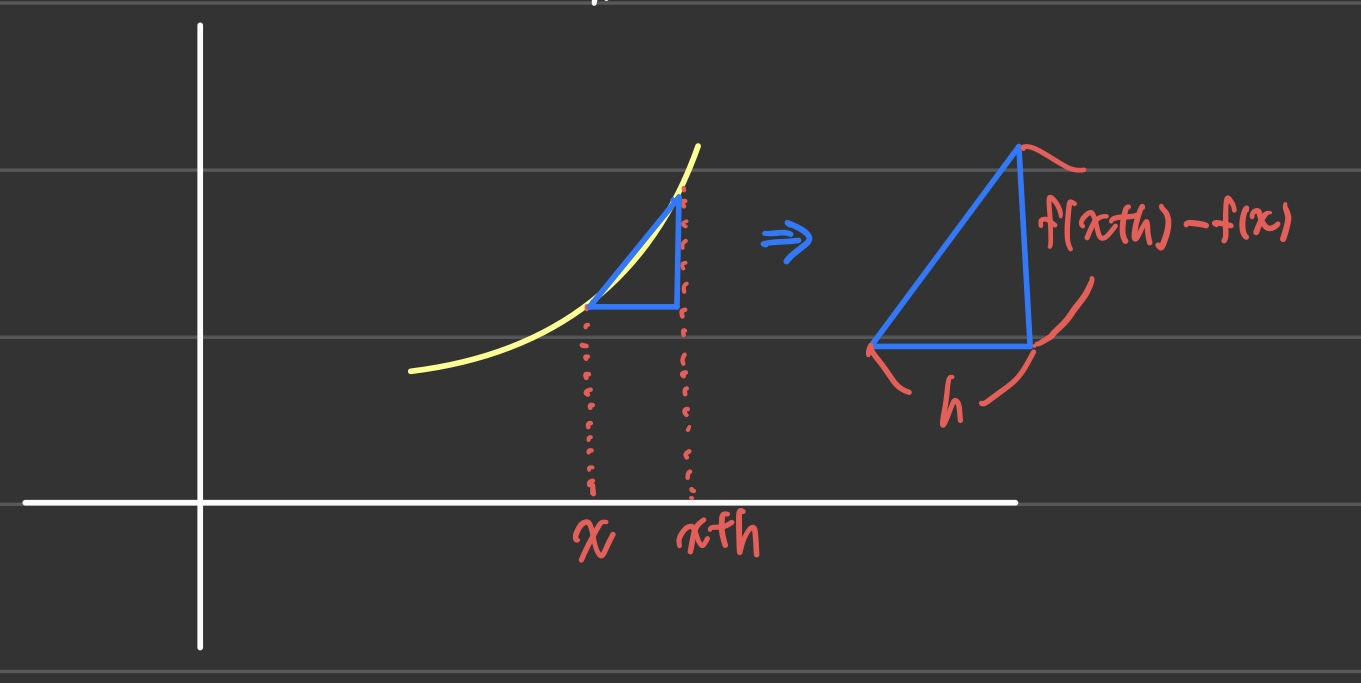 f(x+h) - f(x)
h
x
x+h